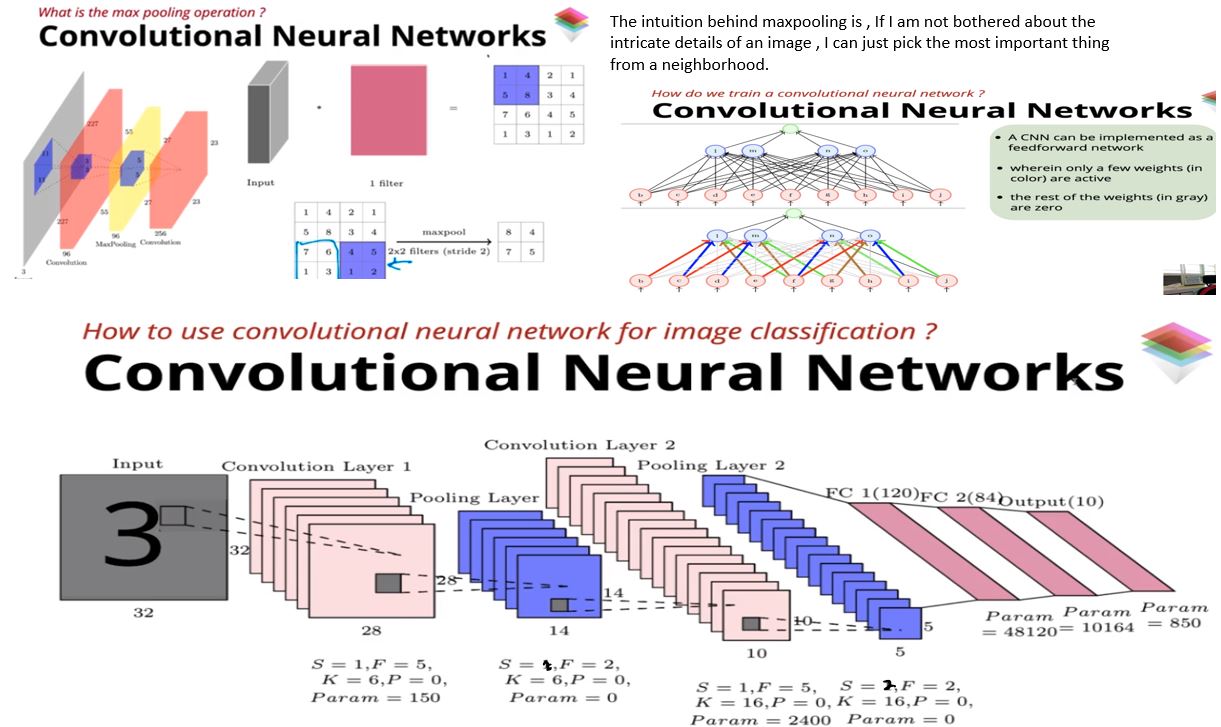 What is the max pooling operation ?
Convolutional Neural Networks
11
11
227
227
3
96
Convolution
3
3
55
55
96
MaxPooling
5
5
27
27
256
Convolution
23
23
Input
*
1 filter
=
1 4 2 1
5 8 3 4
7 6 4 5
1 3 1 2
1 4 2 1
5 8 3 4
7 6 4 5
1 3 1 2
maxpool
2x2 filters (stride 2)
8 4
7 5
The intuition behind maxpooling is , If I am not bothered about the
intricate details of an image , I can just pick the most important thing
from a neighborhood.
How do we train a convolutional neural network ?
Convolutional Neural Networks
l m n o
b c d e f g h i j
l m n o
b c d e f g h i j
• A CNN can be implemented as a
feedforward network
• wherein only a few weights (in
color) are active
• the rest of the weights (in gray)
are zero
How to use convolutional neural network for image classification ?
Convolutional Neural Networks
Input
3
32
32
Convolution Layer 1
28
28
S = 1, F = 5,
K = 6, P = 0,
Param = 150
Pooling Layer
14
14
S = 2, F = 2,
K = 6, P = 0,
Param = 0
Convolution Layer 2
10
10
S = 1, F = 5,
K = 16, P = 0,
Param = 2400
Pooling Layer 2
5
5
S = 2, F = 2,
K = 16, P = 0,
Param = 0
FC 1(120)
Param
= 48120
FC 2(84)
Param
= 10164
Output(10)
Param
= 850